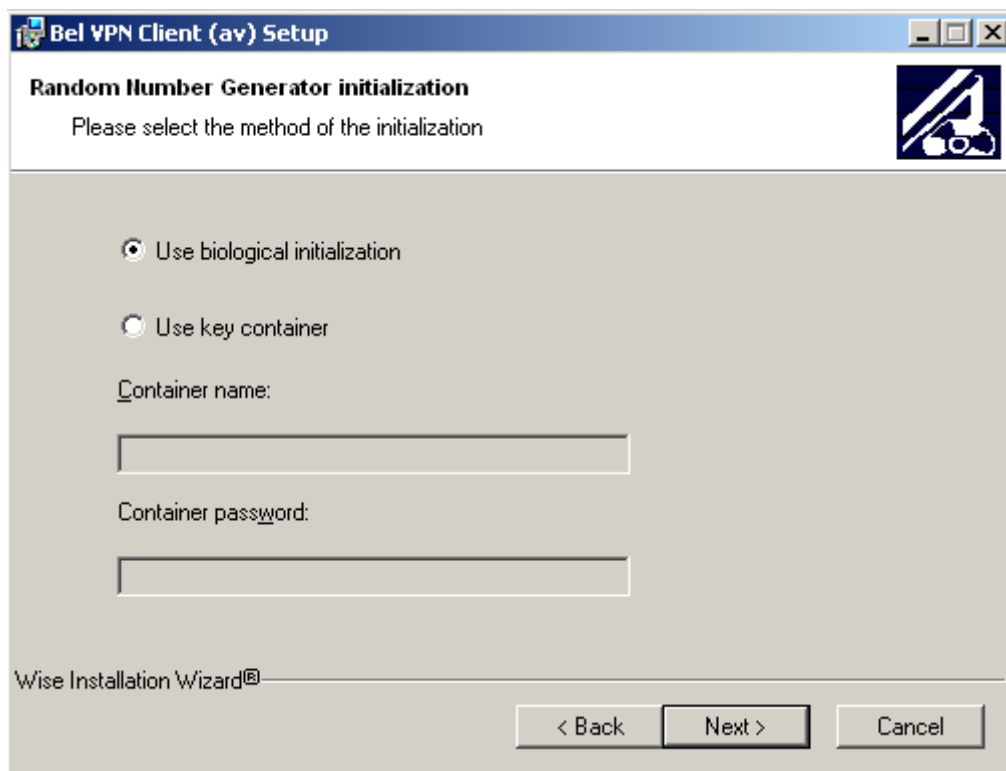 Bel VPN Client (av) Setup
Random Number Generator initialization
Please select the method of the initialization
Use biological initialization
Use key container
Container name:
Container password:
Wise Installation Wizard®
< Back Next > Cancel